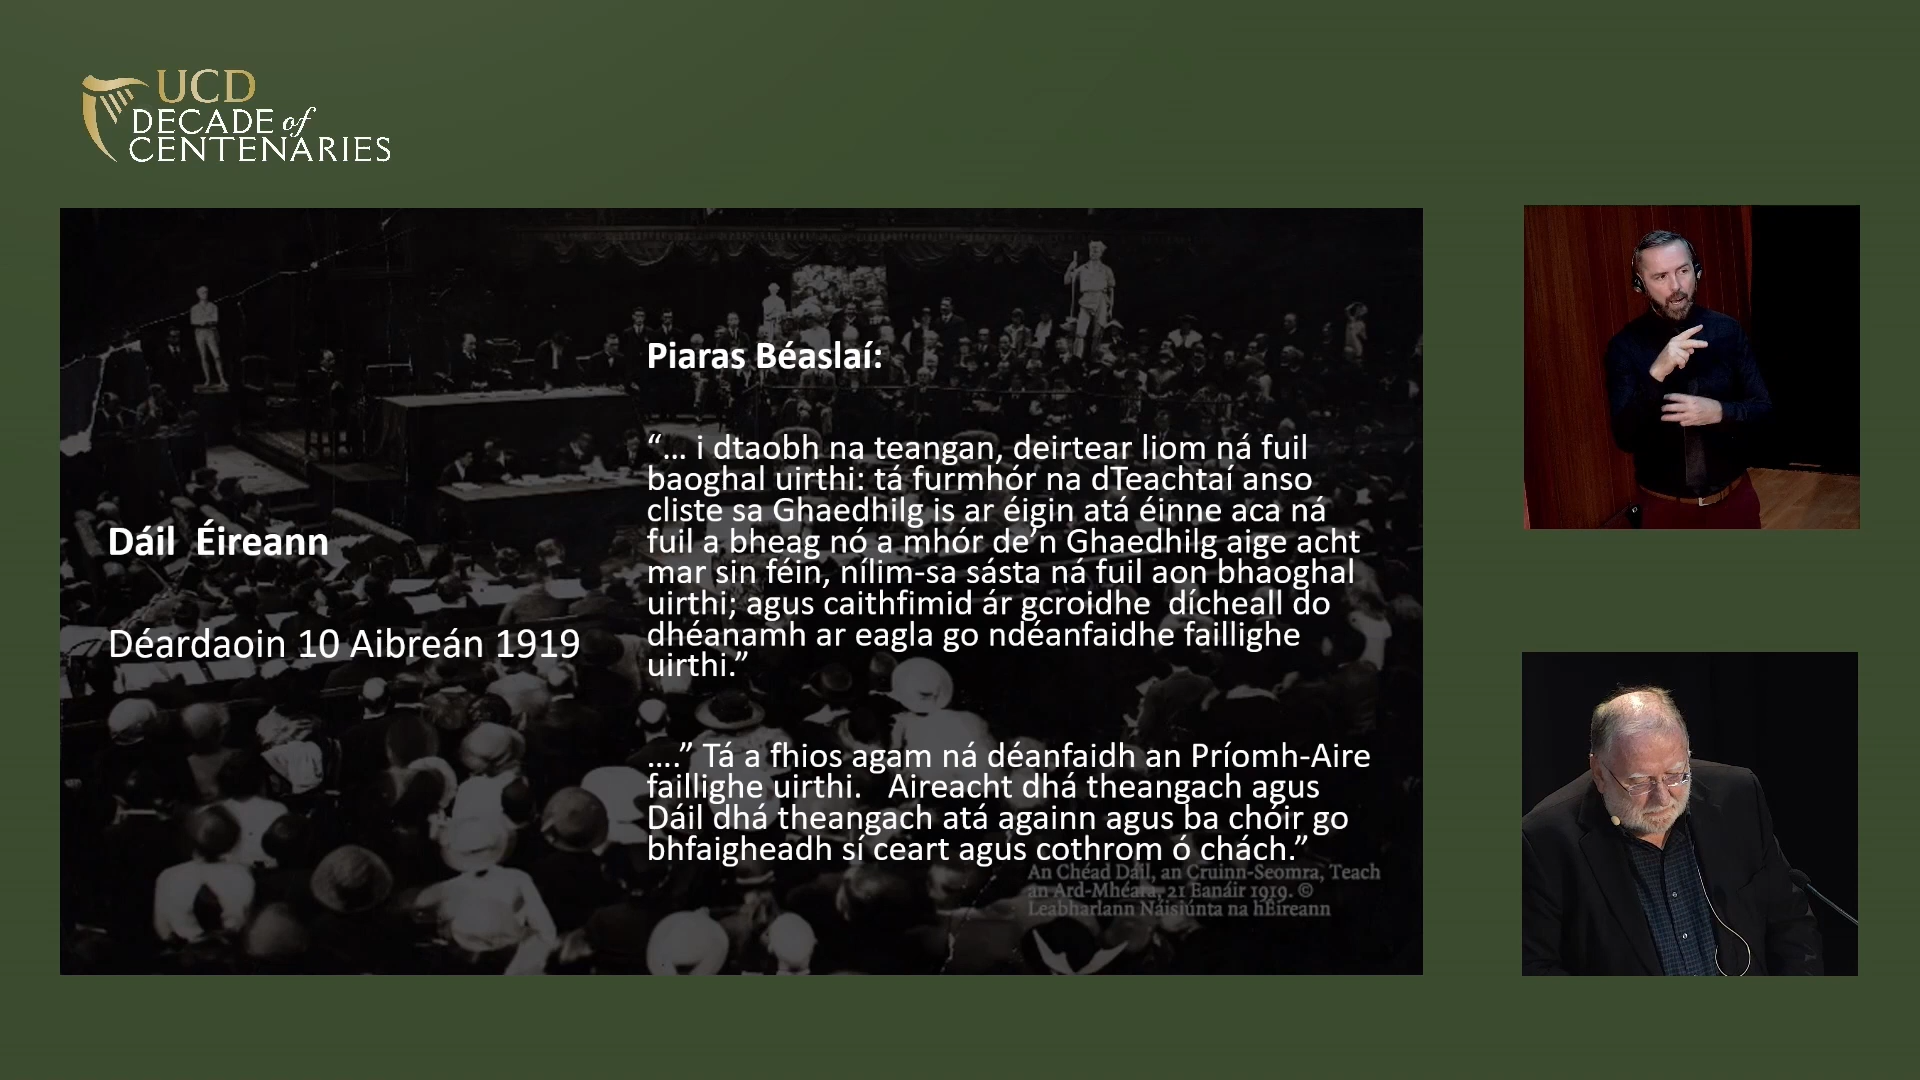 UCD
DECADE of
CENTENARIES
Dáil Éireann
Déardaoin 10 Aibreán 1919
Piaras Béaslaí:
“… i dtaobh na teangan, deirtear liom ná fuil
baoghal uirthi: tá furmhór na dTeachtaí anso
cliste sa Ghaedhilg is ar éigin atá éinne aca ná
fuil a bheag nó a mhór de’n Ghaedhilg aige acht
mar sin féin, nílim-sa sásta ná fuil aon bhaoghal
uirthi; agus caithfimid ár gcroidhe dícheall do
dhéanamh ar eagla go ndéanfaidhe faillighe
uirthi.”
….” Tá a fhios agam ná déanfaidh an Príomh-Aire
faillighe uirthi. Aireacht dhá theangach agus
Dáil dhá theangach atá againn agus ba chóir go
bhfaigheadh sí ceart agus cothrom ó chách.”
An Chéad Dáil, an Cruinn-Seomra, Teach
an Ard-Mhéara, 21 Eanáir 1919. ©
Leabharlann Náisiúnta na hÉireann